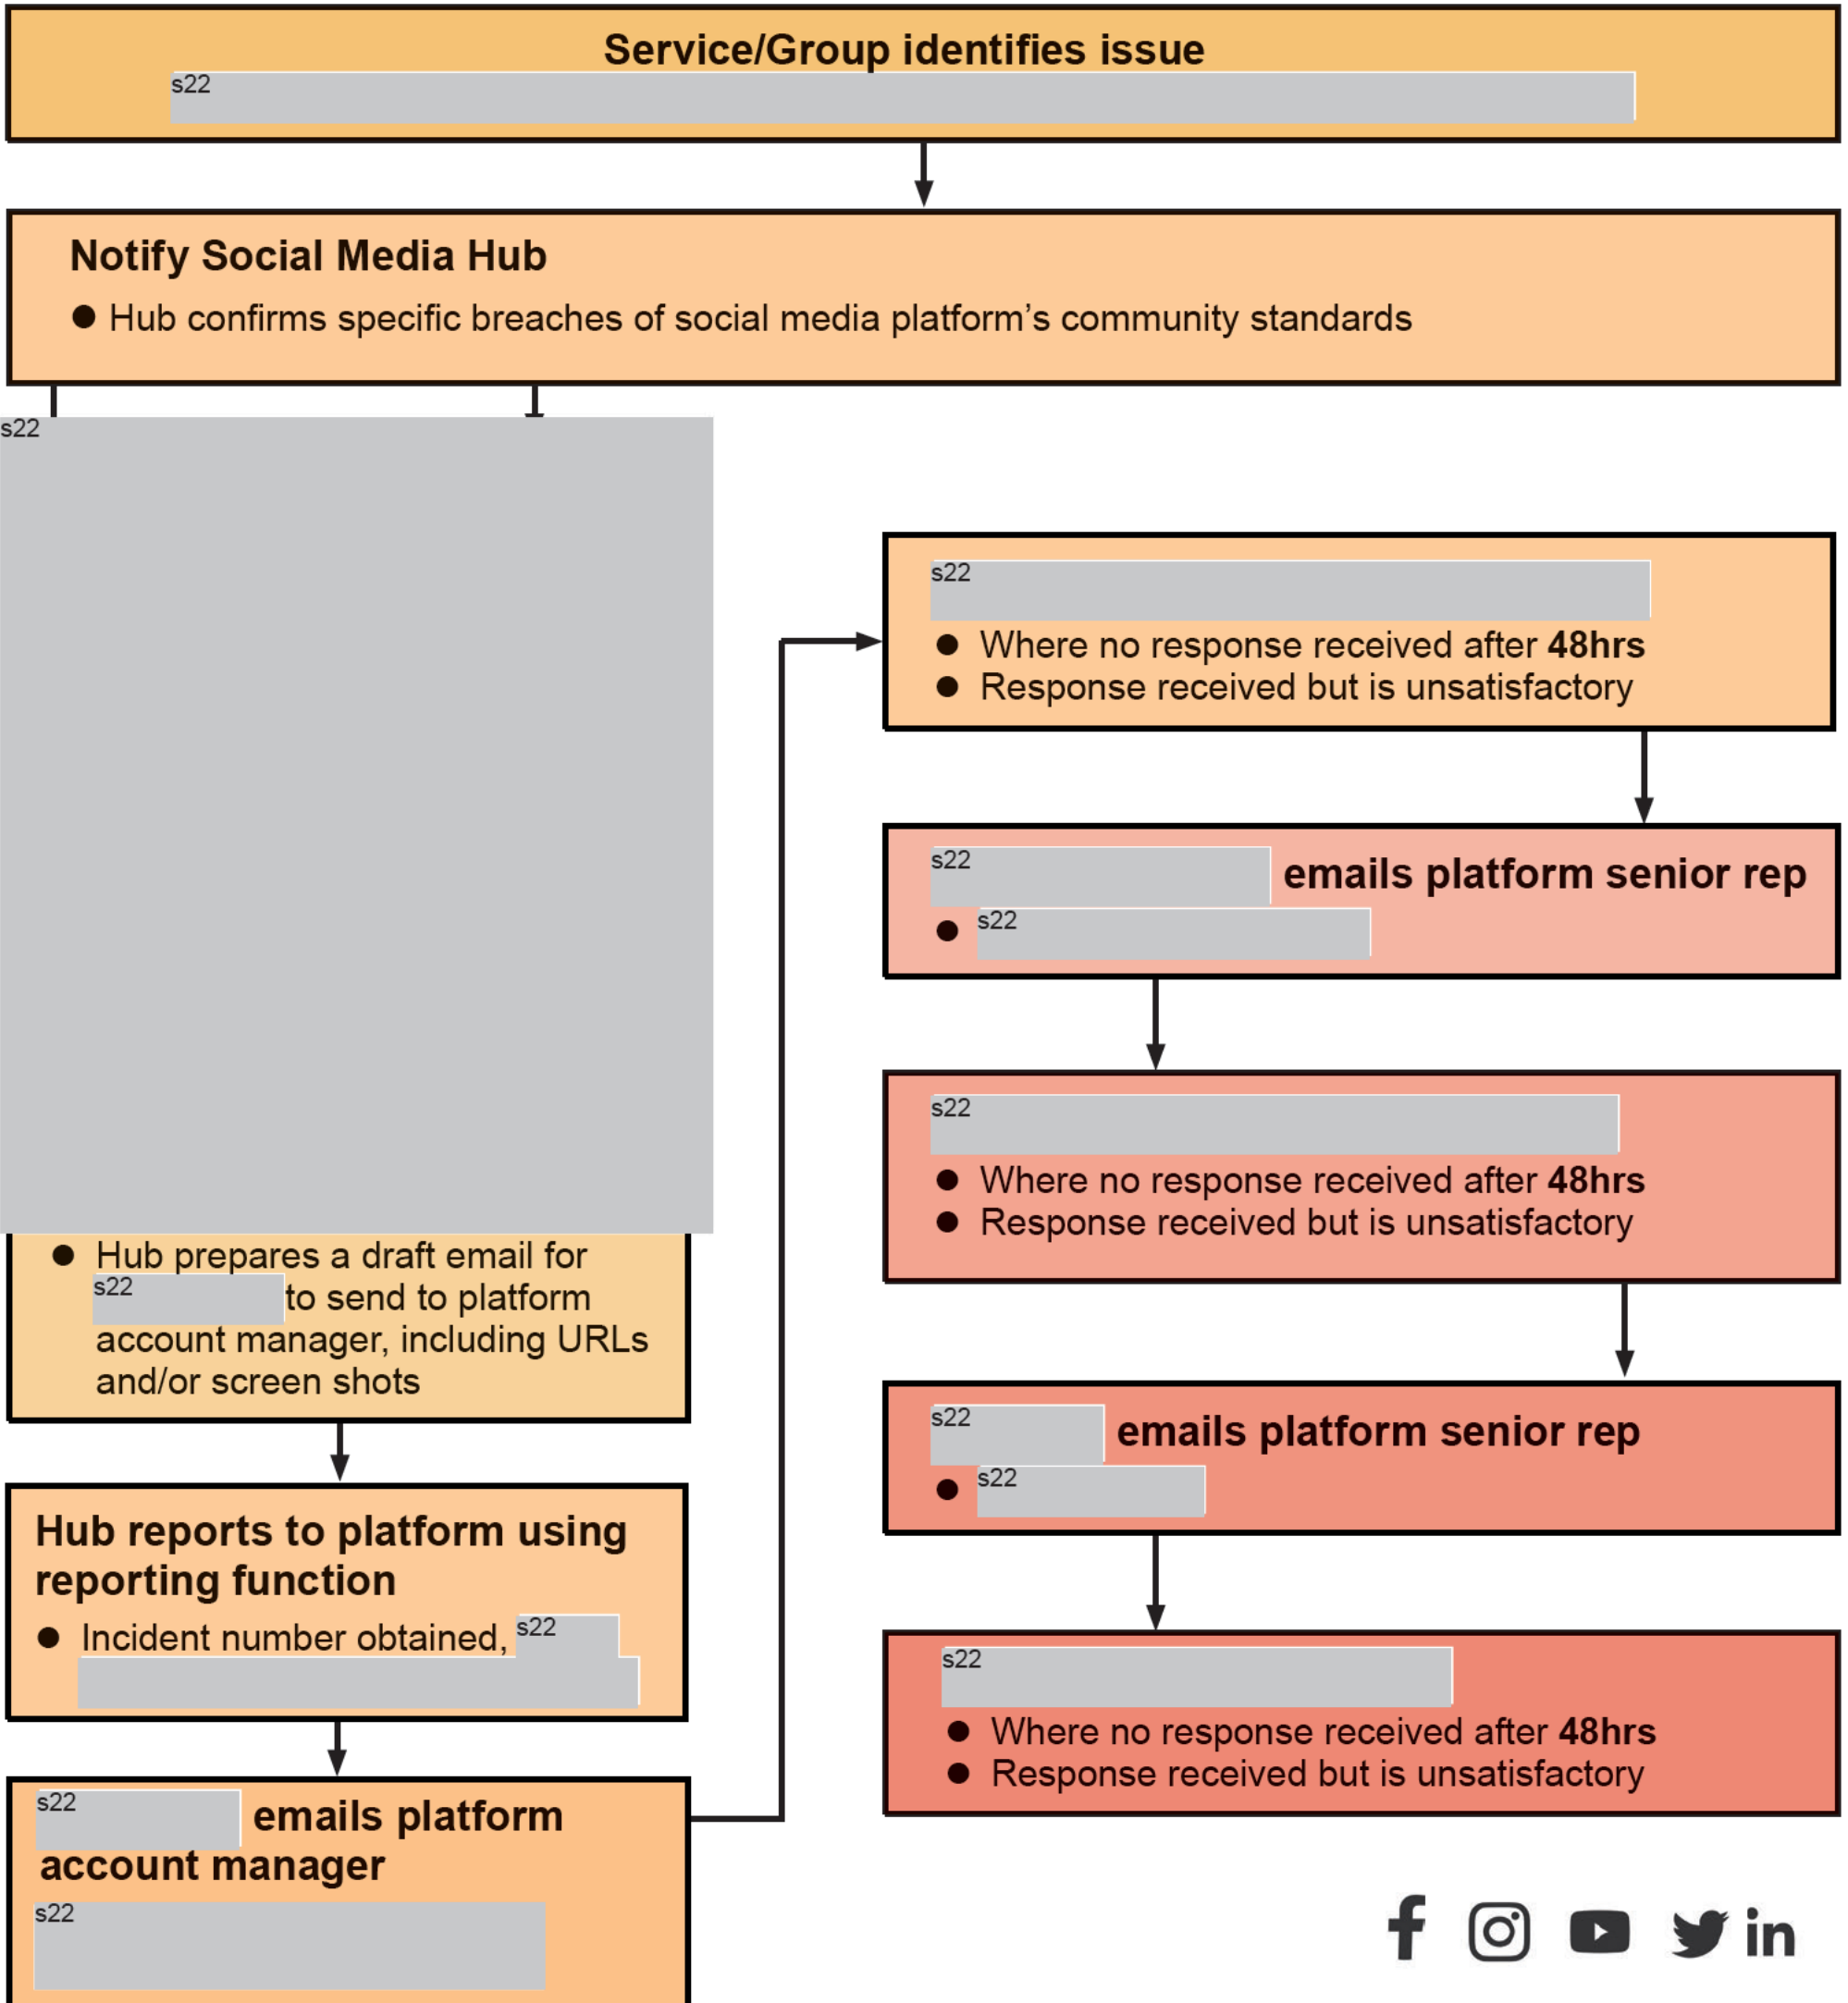 Service/Group identifies issue
s22
Notify Social Media Hub
● Hub confirms specific breaches of social media platform's community standards
s22
● Hub prepares a draft email for
s22 to send to platform
account manager, including URLs
and/or screen shots
Hub reports to platform using
reporting function
● Incident number obtained, s22
s22 emails platform
account manager
s22
s22
● Where no response received after 48hrs
● Response received but is unsatisfactory
s22 emails platform senior rep
● s22
s22
● Where no response received after 48hrs
● Response received but is unsatisfactory
s22 emails platform senior rep
● s22
s22
● Where no response received after 48hrs
● Response received but is unsatisfactory